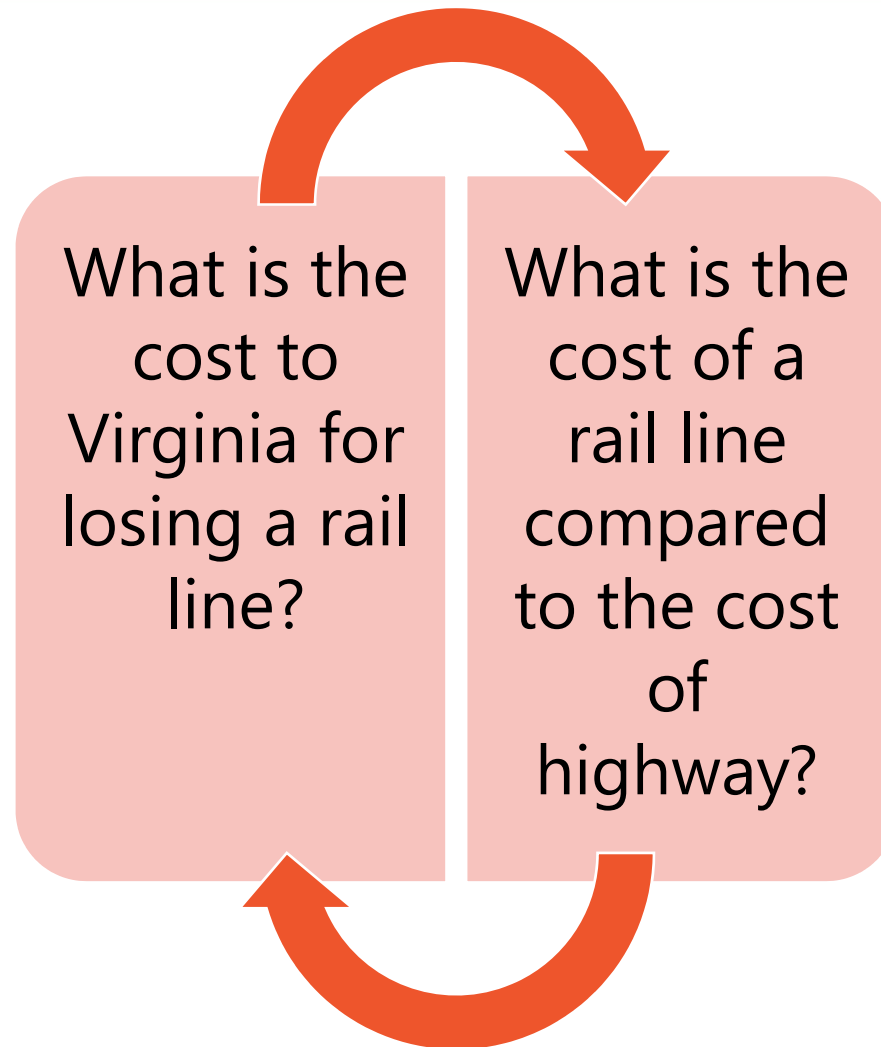 What is the
cost to
Virginia for
losing a rail
line?
What is the
cost of a
rail line
compared
to the cost
of
highway?